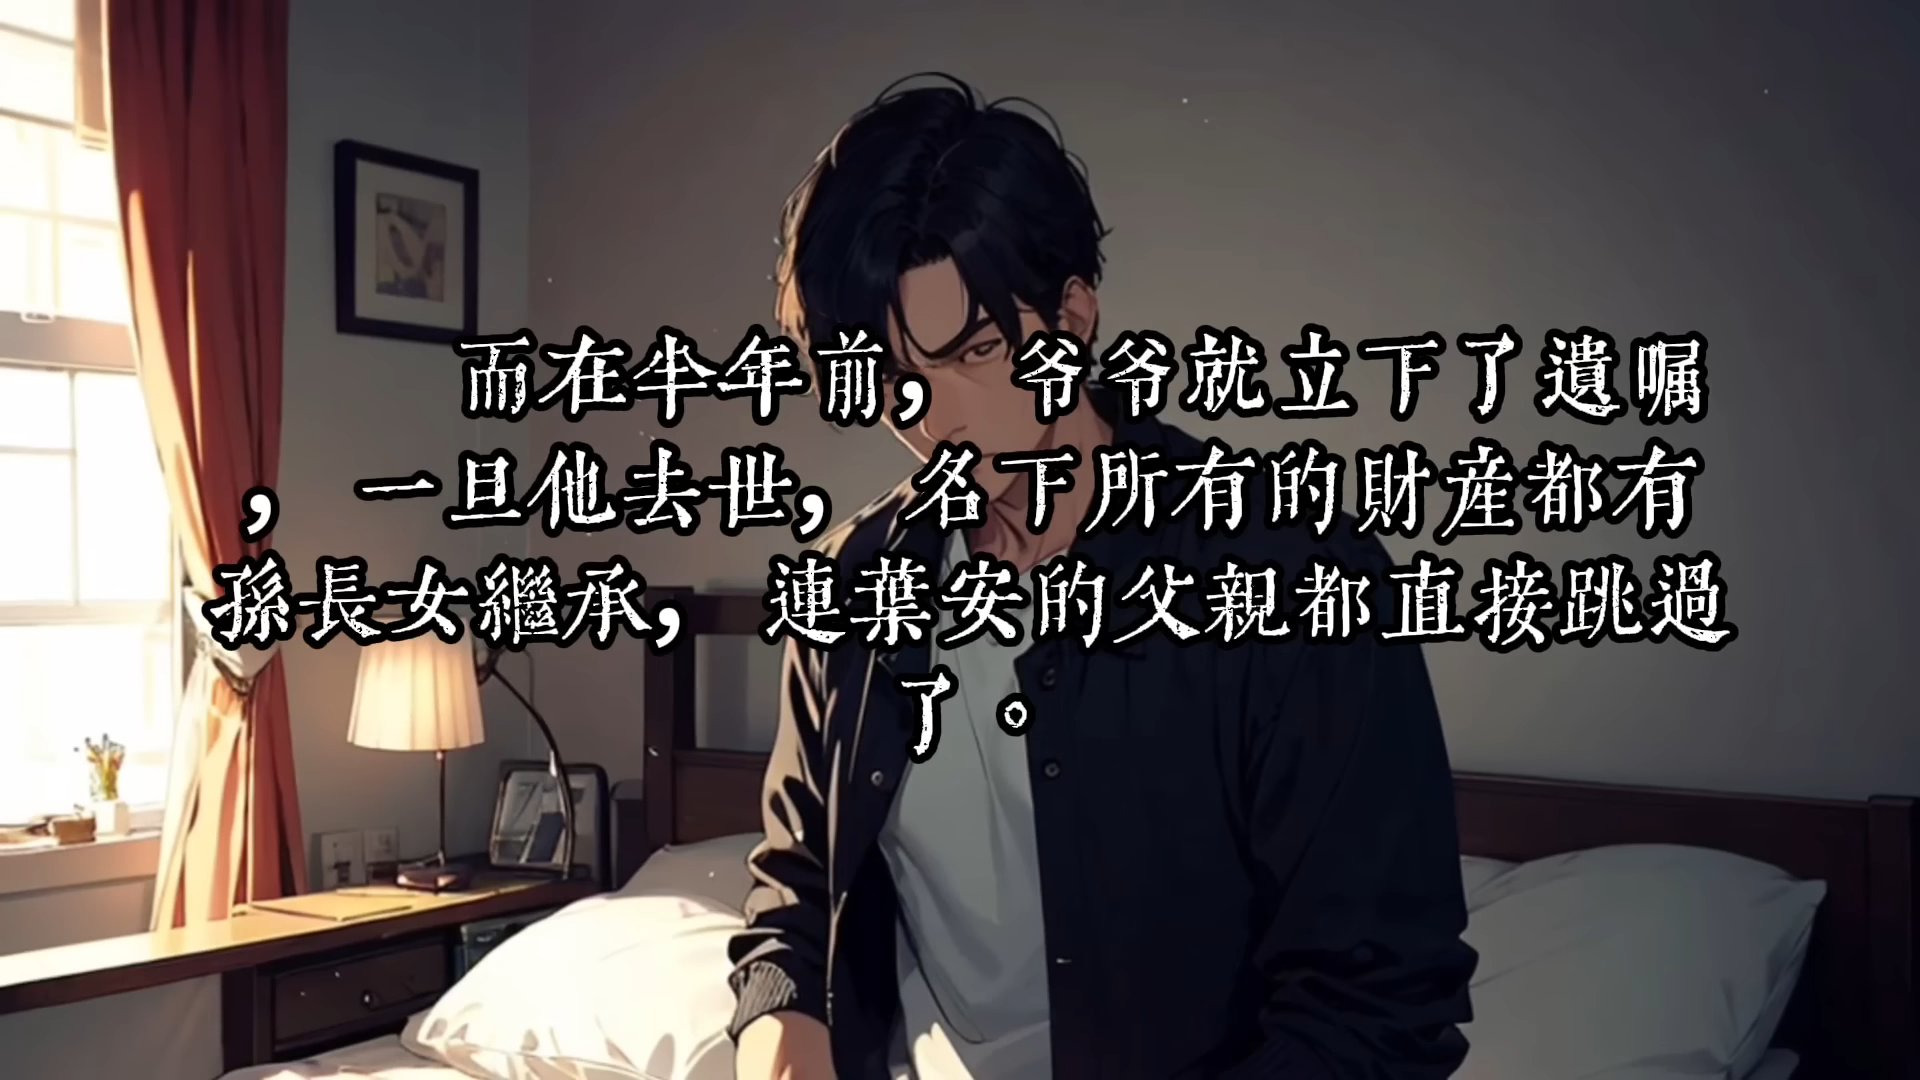 而在半年前，爷爷就立下了遺嘱
，一旦他去世，名下所有的財産都有
孫長女繼承，連葉安的父親都直接跳過
了。